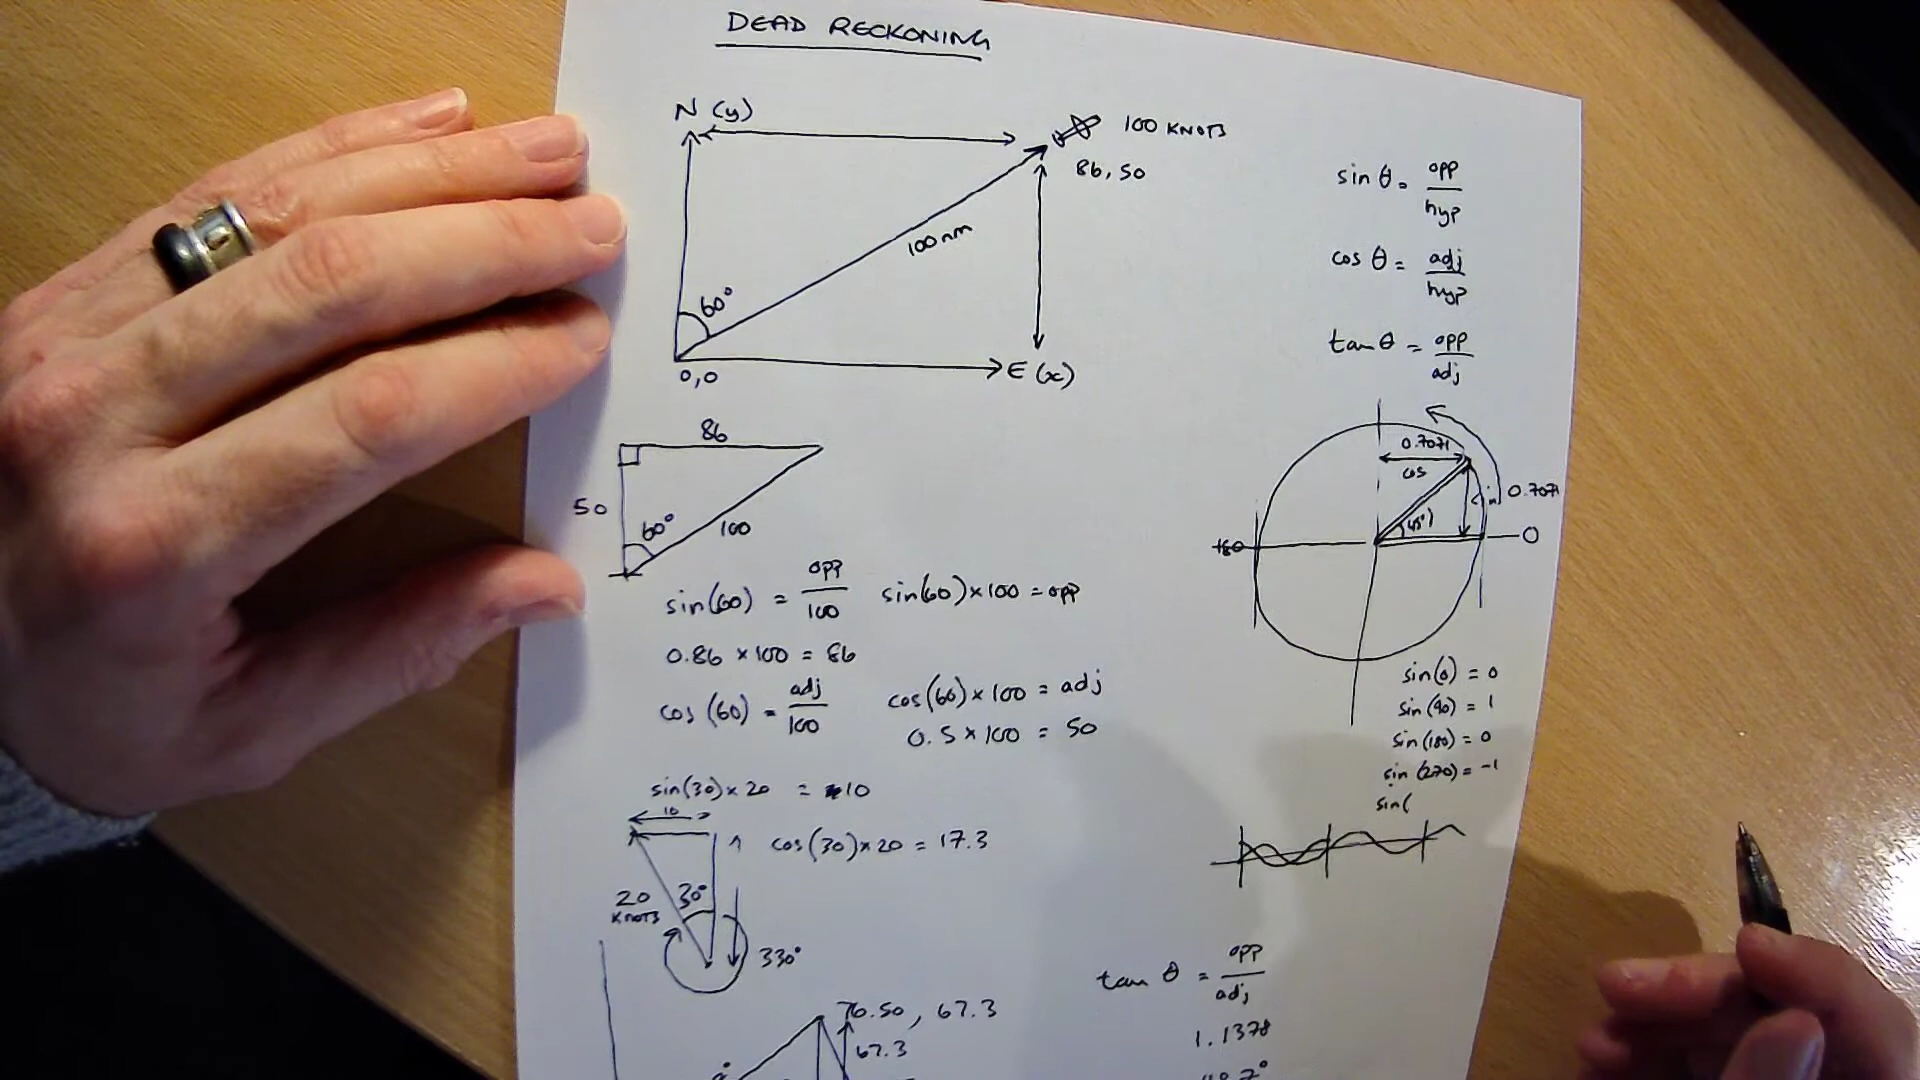 DEAD RECKONING
N (y)
100 KNOTS
86, 50
100nm
60°
0,0
E (x)
sin θ = opp / hyp
cos θ = adj / hyp
tan θ = opp / adj
86
50
60°
100
0.7071
cos
0.7071
45°
180
0
sin(60) = opp / 100
sin(60) × 100 = opp
0.86 × 100 = 86
cos (60) = adj / 100
cos(60) × 100 = adj
0.5 × 100 = 50
sin(0) = 0
sin(90) = 1
sin(180) = 0
sin(270) = -1
sin(
sin(30) × 20 = 10
10
cos(30) × 20 = 17.3
20
KNOTS
30°
330°
76.50, 67.3
67.3
tan θ = opp / adj
1.1378